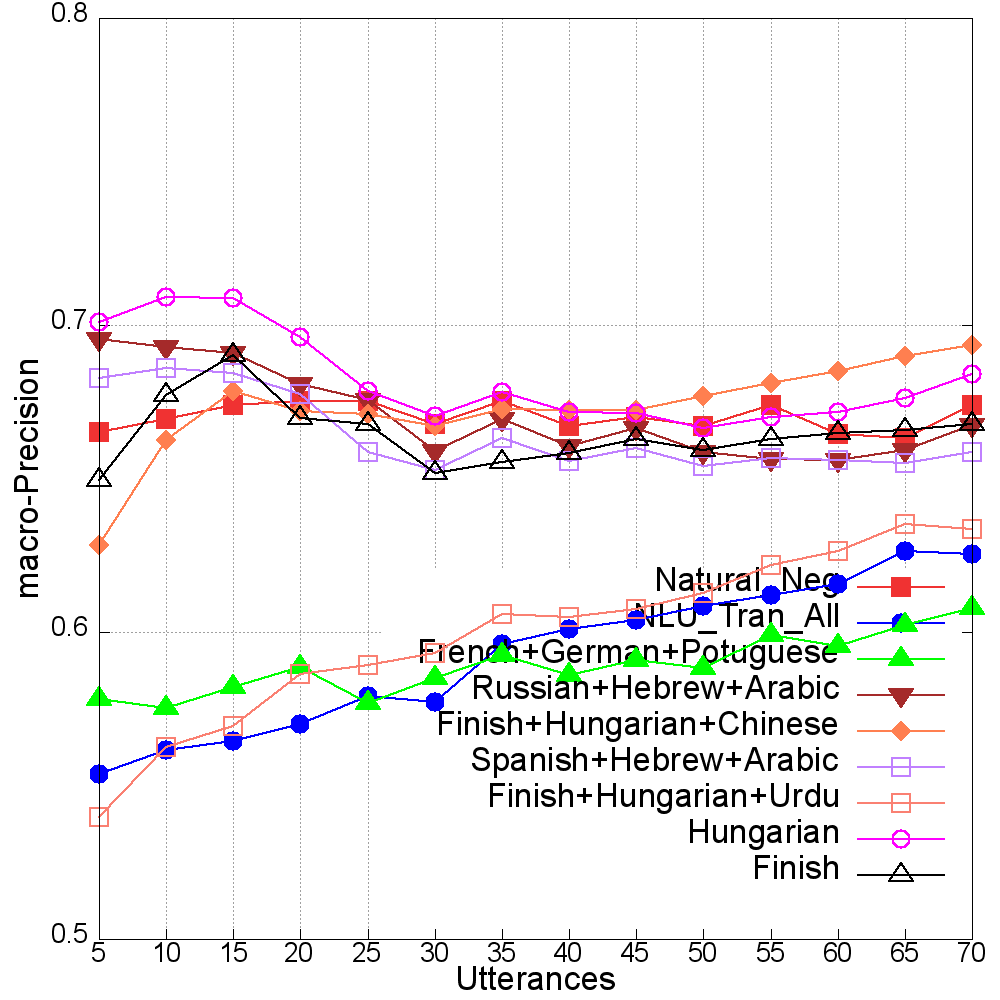 0.8
0.7
0.6
0.5
macro-Precision
Natural_Neg
NLU_Tran_All
French+German+Potuguese
Russian+Hebrew+Arabic
Finish+Hungarian+Chinese
Spanish+Hebrew+Arabic
Finish+Hungarian+Urdu
Hungarian
Finish
5 10 15 20 25 30 35 40 45 50 55 60 65 70
Utterances